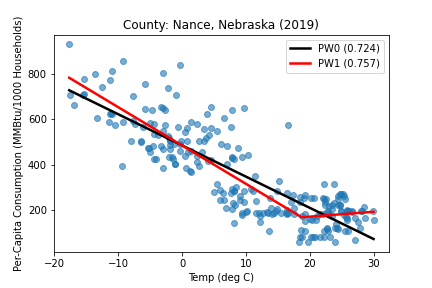 County: Nance, Nebraska (2019)
PW0 (0.724)
PW1 (0.757)
Per-Capita Consumption (MMBtu/1000 Households)
800
600
400
200
−20 −10 0 10 20 30
Temp (deg C)